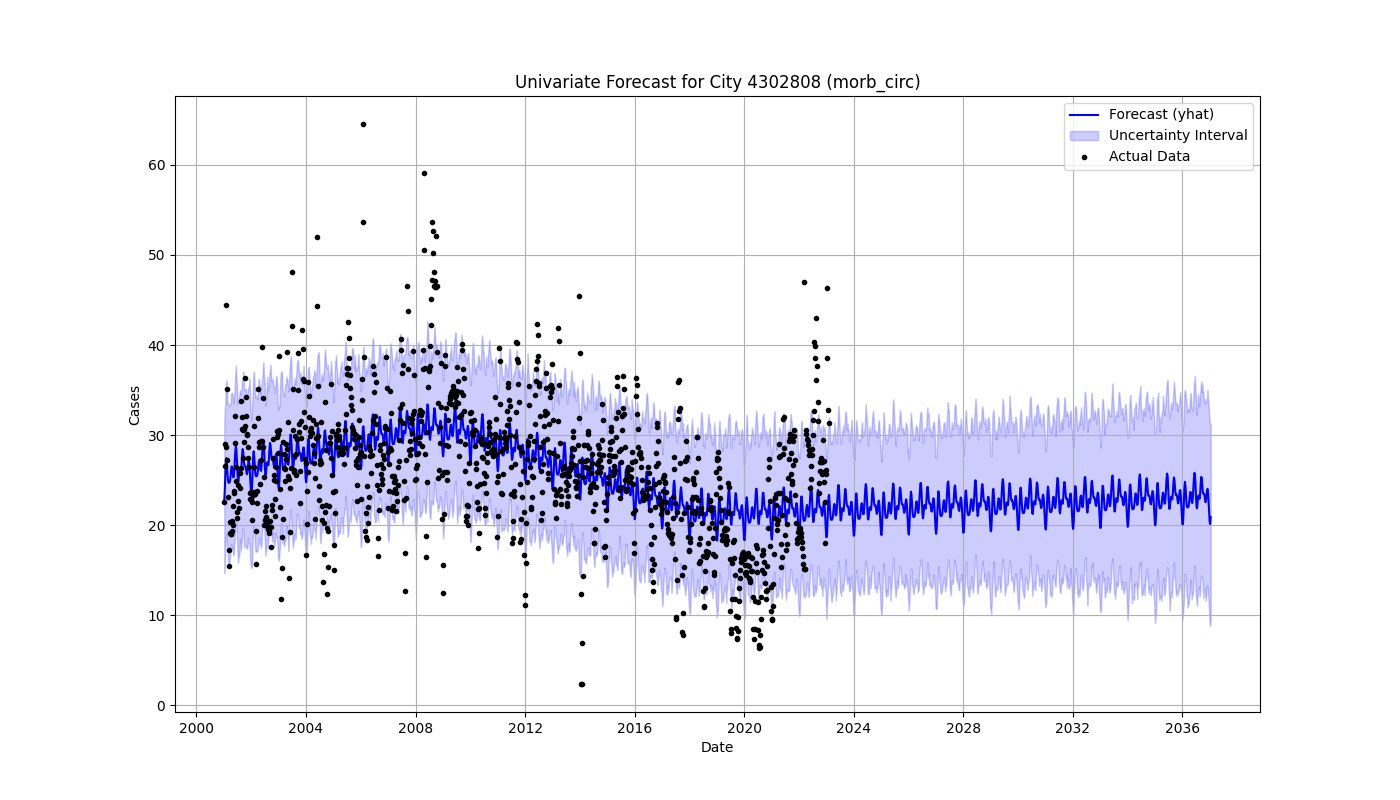 Univariate Forecast for City 4302808 (morb_circ)
Forecast (yhat)
Uncertainty Interval
Actual Data
Cases
60
50
40
30
20
10
0
2000 2004 2008 2012 2016 2020 2024 2028 2032 2036
Date